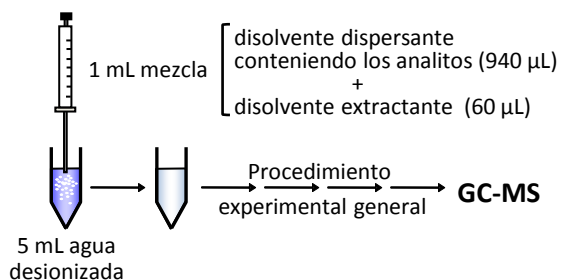 1 mL mezcla
disolvente dispersante
conteniendo los analitos (940 µL)
+
disolvente extractante (60 µL)
Procedimiento
experimental general
GC-MS
5 mL agua
desionizada